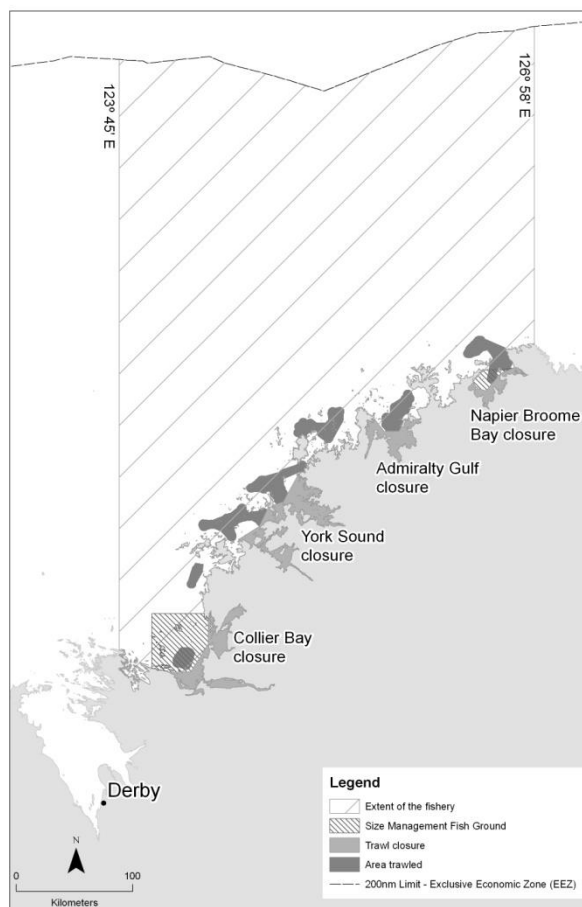 123° 45' E
126° 58' E
Napier Broome
Bay closure
Admiralty Gulf
closure
York Sound
closure
Collier Bay
closure
Derby
N
0
100
Kilometers
Legend
Extent of the fishery
Size Management Fish Ground
Trawl closure
Area trawled
200nm Limit - Exclusive Economic Zone (EEZ)